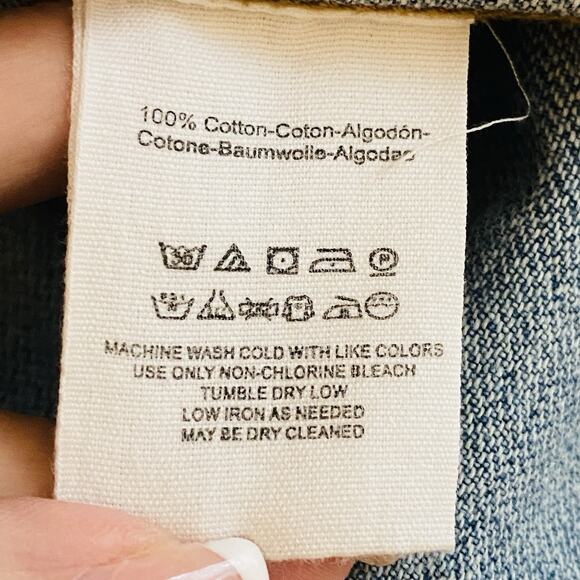 100% Cotton-Coton-Algodón-
Cotone-Baumwolle-Algodao
30
P
MACHINE WASH COLD WITH LIKE COLORS
USE ONLY NON-CHLORINE BLEACH
TUMBLE DRY LOW
LOW IRON AS NEEDED
MAY BE DRY CLEANED